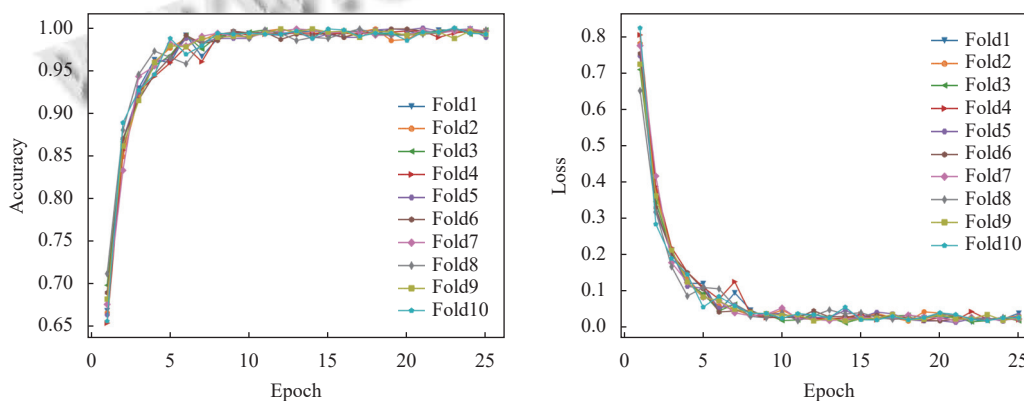 1.00
0.95
0.90
0.85
0.80
0.75
0.70
0.65
Accuracy
Fold1
Fold2
Fold3
Fold4
Fold5
Fold6
Fold7
Fold8
Fold9
Fold10
0 5 10 15 20 25
Epoch
0.8
0.7
0.6
0.5
0.4
0.3
0.2
0.1
0.0
Loss
Fold1
Fold2
Fold3
Fold4
Fold5
Fold6
Fold7
Fold8
Fold9
Fold10
0 5 10 15 20 25
Epoch